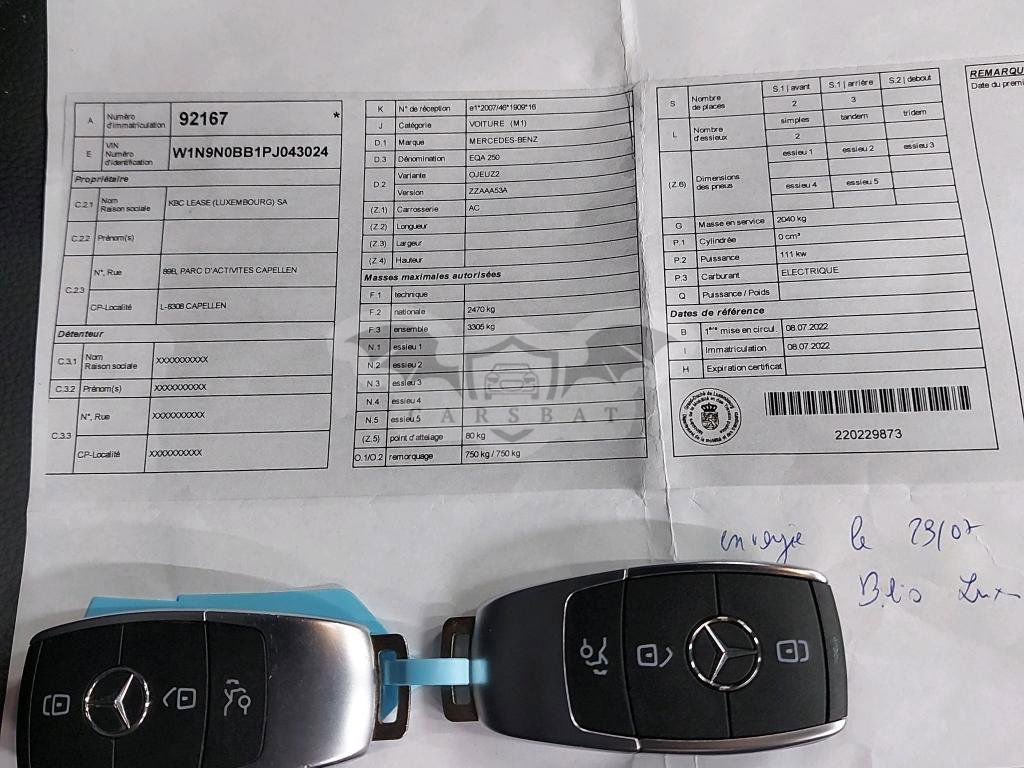 A Numéro d'immatriculation 92167 *
E VIN Numéro d'identification W1N9N0BB1PJ043024
Propriétaire
C.2.1 Nom Raison sociale KBC LEASE (LUXEMBOURG) SA
C.2.2 Prénom(s)
C.2.3 N°, Rue 89B, PARC D'ACTIVITES CAPELLEN
CP-Localité L-8308 CAPELLEN
Détenteur
C.3.1 Nom Raison sociale XXXXXXXXXX
C.3.2 Prénom(s) XXXXXXXXXX
C.3.3 N°, Rue XXXXXXXXXX
CP-Localité XXXXXXXXXX
K N° de réception e1*2007/46*1909*16
J Catégorie VOITURE (M1)
D.1 Marque MERCEDES-BENZ
D.3 Dénomination EQA 250
D.2 Variante OJEUZ2
Version ZZAAA53A
(Z.1) Carrosserie AC
(Z.2) Longueur
(Z.3) Largeur
(Z.4) Hauteur
Masses maximales autorisées
F.1 technique
F.2 nationale 2470 kg
F.3 ensemble 3305 kg
N.1 essieu 1
N.2 essieu 2
N.3 essieu 3
N.4 essieu 4
N.5 essieu 5
(Z.5) point d'attelage 80 kg
O.1/O.2 remorquage 750 kg / 750 kg
CARSBAT
S Nombre de places S.1 | avant S.1 | arrière S.2 | debout
2 3
L Nombre d'essieux simples tandem tridem
2
(Z.6) Dimensions des pneus essieu 1 essieu 2 essieu 3
essieu 4 essieu 5
G Masse en service 2040 kg
P.1 Cylindrée 0 cm³
P.2 Puissance 111 kw
P.3 Carburant ELECTRIQUE
Q Puissance / Poids
Dates de référence
B 1ère mise en circul. 08.07.2022
I Immatriculation 08.07.2022
H Expiration certificat
220229873
REMARQU
Date du premi
le 29/07
Lux